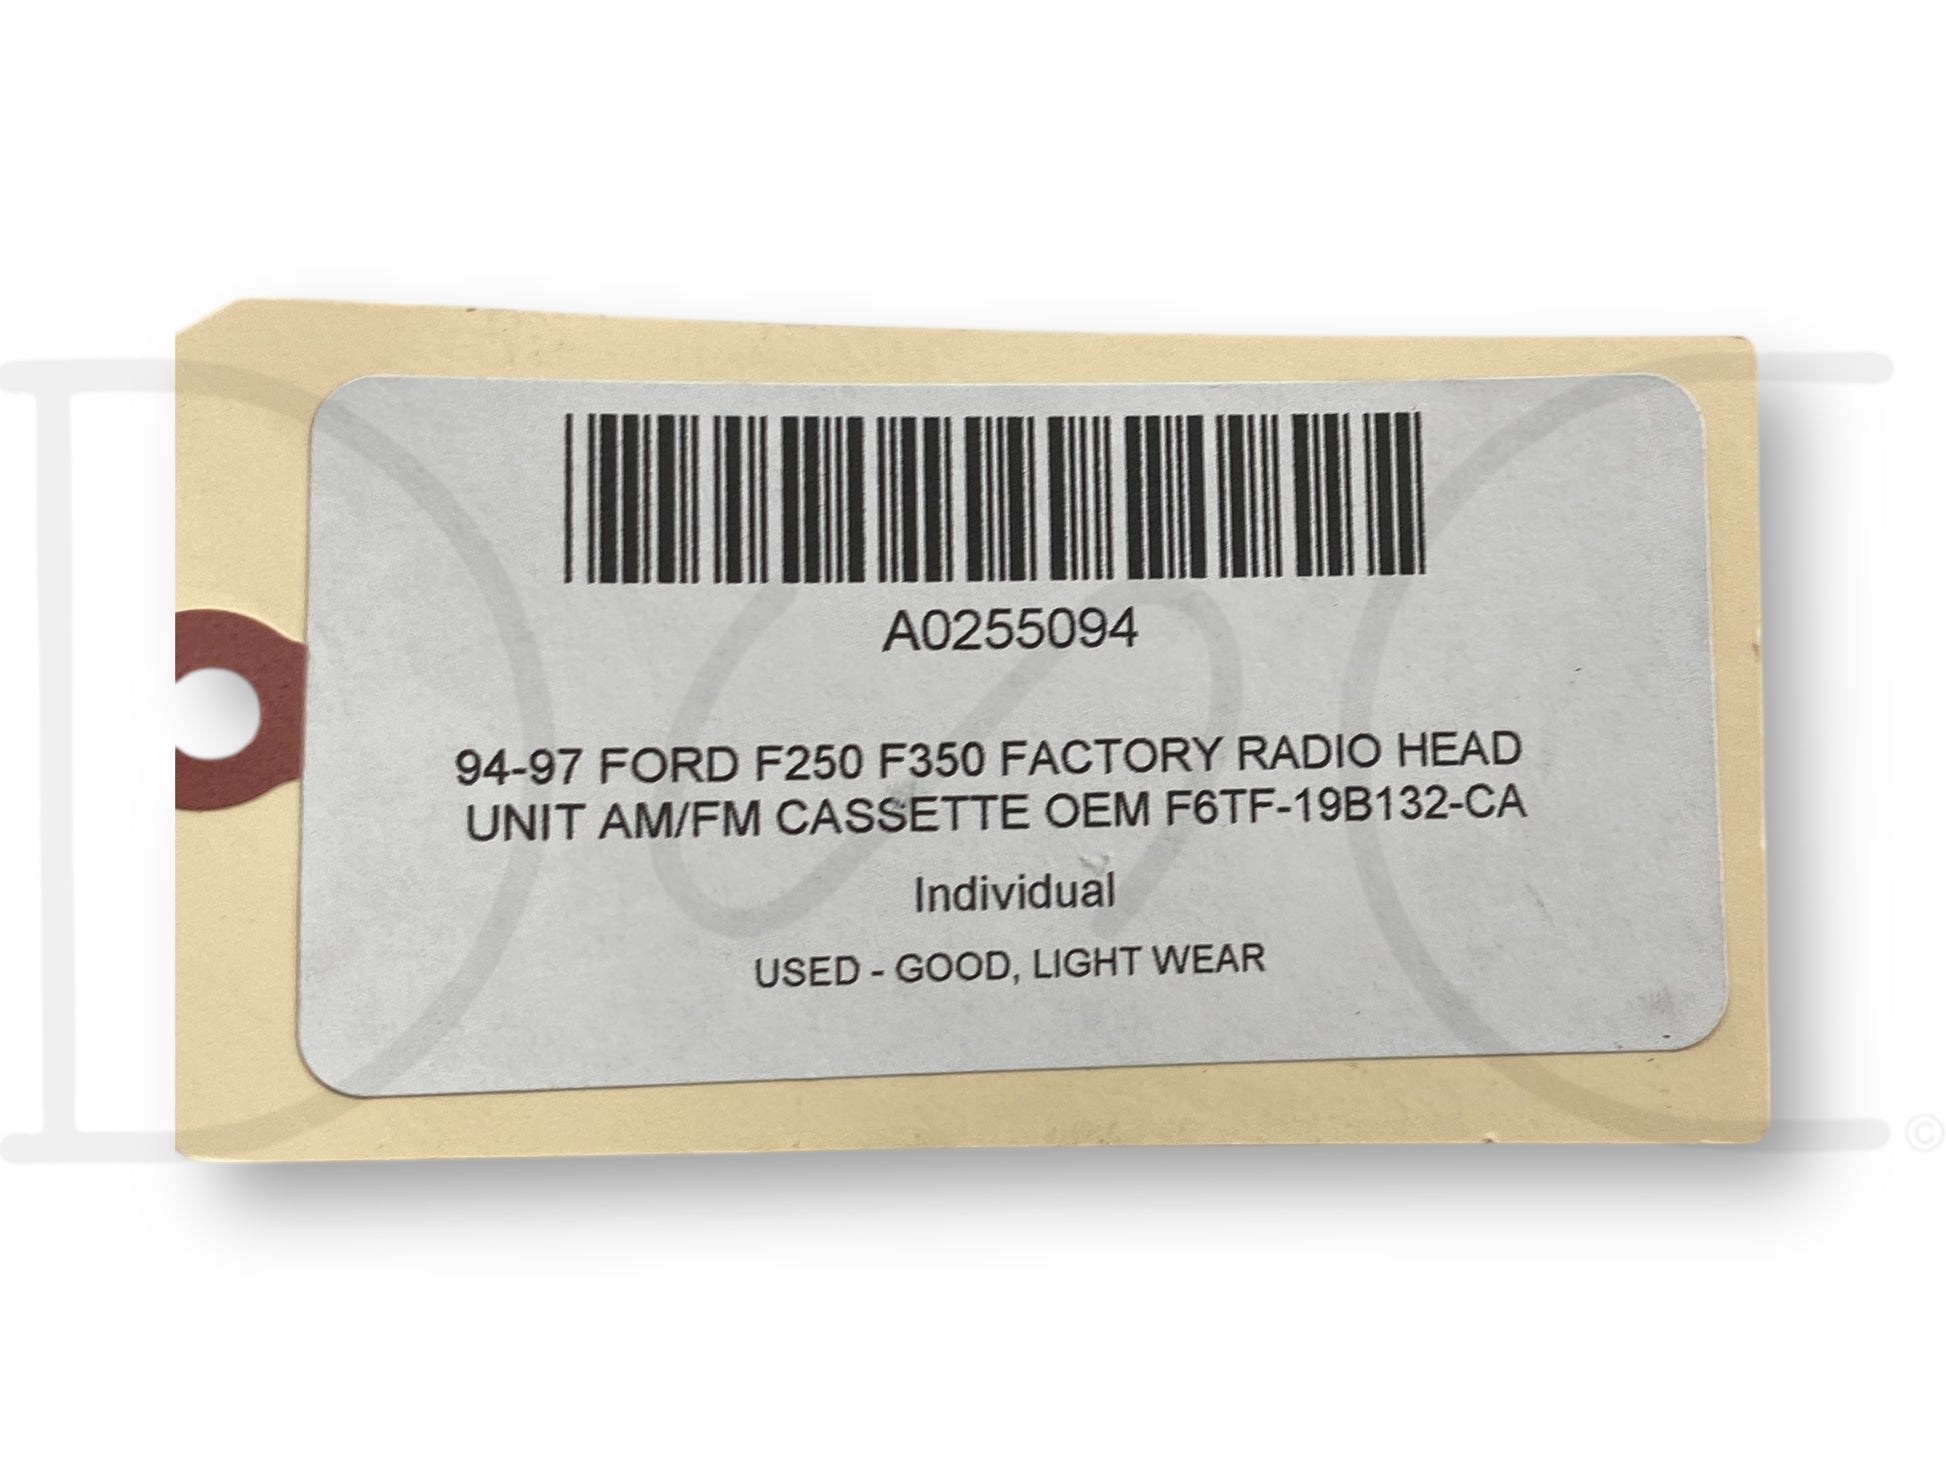 A0255094
94-97 FORD F250 F350 FACTORY RADIO HEAD
UNIT AM/FM CASSETTE OEM F6TF-19B132-CA
Individual
USED - GOOD, LIGHT WEAR
©